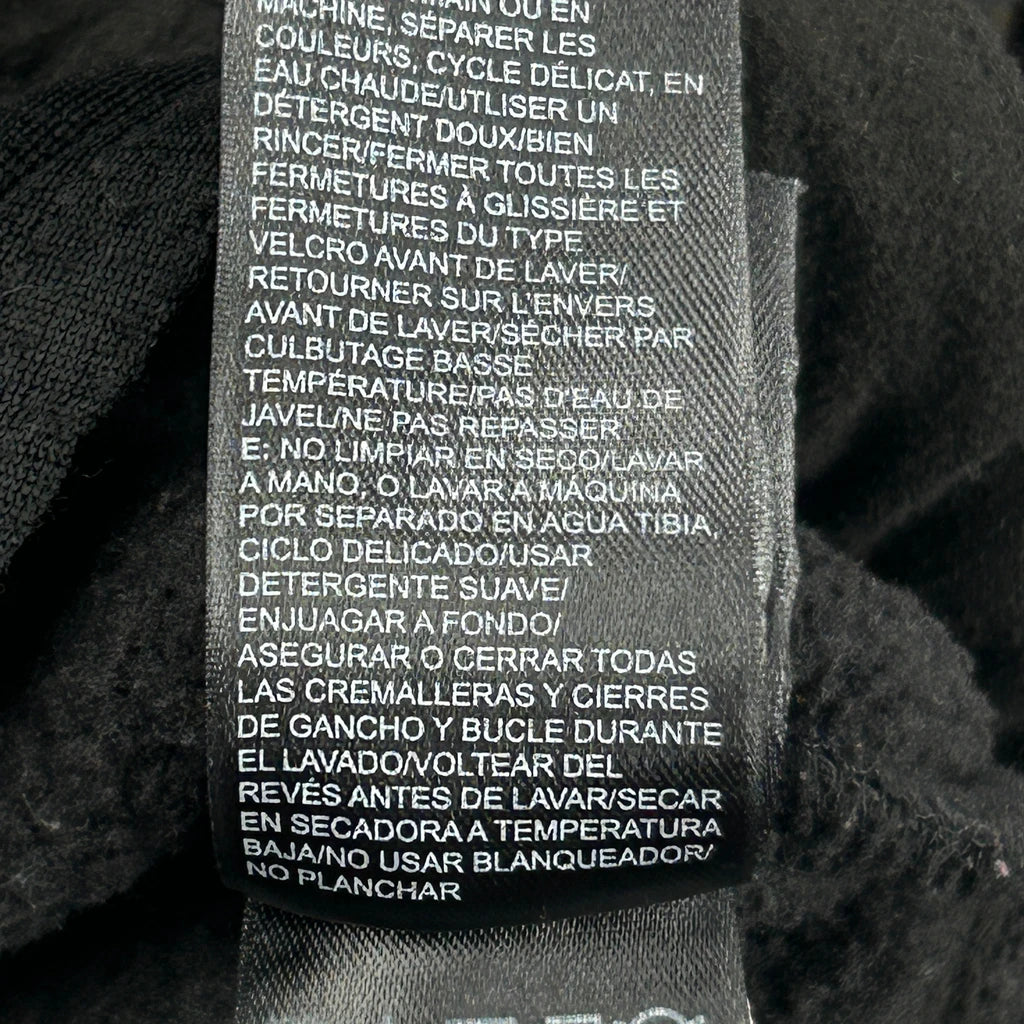 MAIN OU EN
MACHINE, SÉPARER LES
COULEURS, CYCLE DÉLICAT, EN
EAU CHAUDE/UTLISER UN
DÉTERGENT DOUX/BIEN
RINCER/FERMER TOUTES LES
FERMETURES À GLISSIÈRE ET
FERMETURES DU TYPE
VELCRO AVANT DE LAVER/
RETOURNER SUR L'ENVERS
AVANT DE LAVER/SÉCHER PAR
CULBUTAGE BASSE
TEMPÉRATURE/PAS D'EAU DE
JAVEL/NE PAS REPASSER
E: NO LIMPIAR EN SECO/LAVAR
A MANO, O LAVAR A MÁQUINA
POR SEPARADO EN AGUA TIBIA,
CICLO DELICADO/USAR
DETERGENTE SUAVE/
ENJUAGAR A FONDO/
ASEGURAR O CERRAR TODAS
LAS CREMALLERAS Y CIERRES
DE GANCHO Y BUCLE DURANTE
EL LAVADO/VOLTEAR DEL
REVÉS ANTES DE LAVAR/SECAR
EN SECADORA A TEMPERATURA
BAJA/NO USAR BLANQUEADOR/
NO PLANCHAR